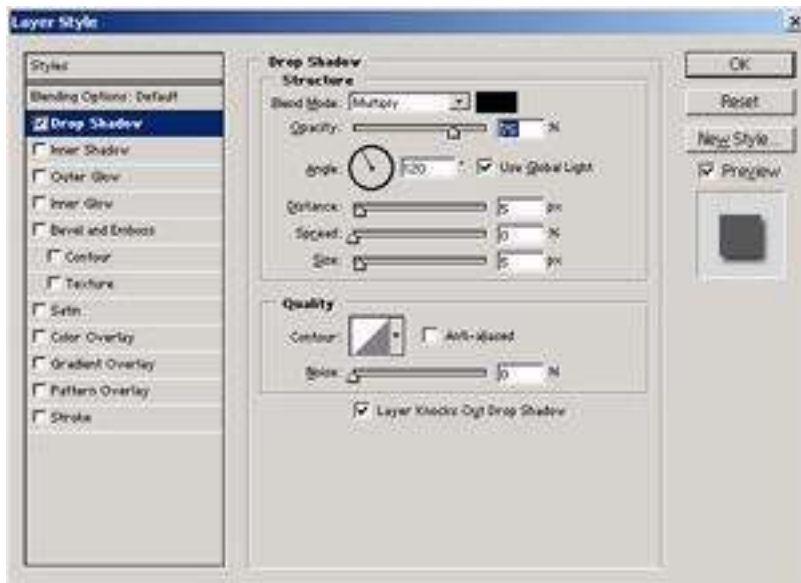 Layer Style
Styles
Blending Options: Default
Drop Shadow
Inner Shadow
Outer Glow
Inner Glow
Bevel and Emboss
Contour
Texture
Satin
Color Overlay
Gradient Overlay
Pattern Overlay
Stroke
Drop Shadow
Structure
Blend Mode: Multiply
Opacity: 75 %
Angle: 120 ° Use Global Light
Distance: 5 px
Spread: 0 %
Size: 5 px
Quality
Contour: Anti-aliased
Noise: 0 %
Layer Knocks Out Drop Shadow
OK
Reset
New Style...
Preview